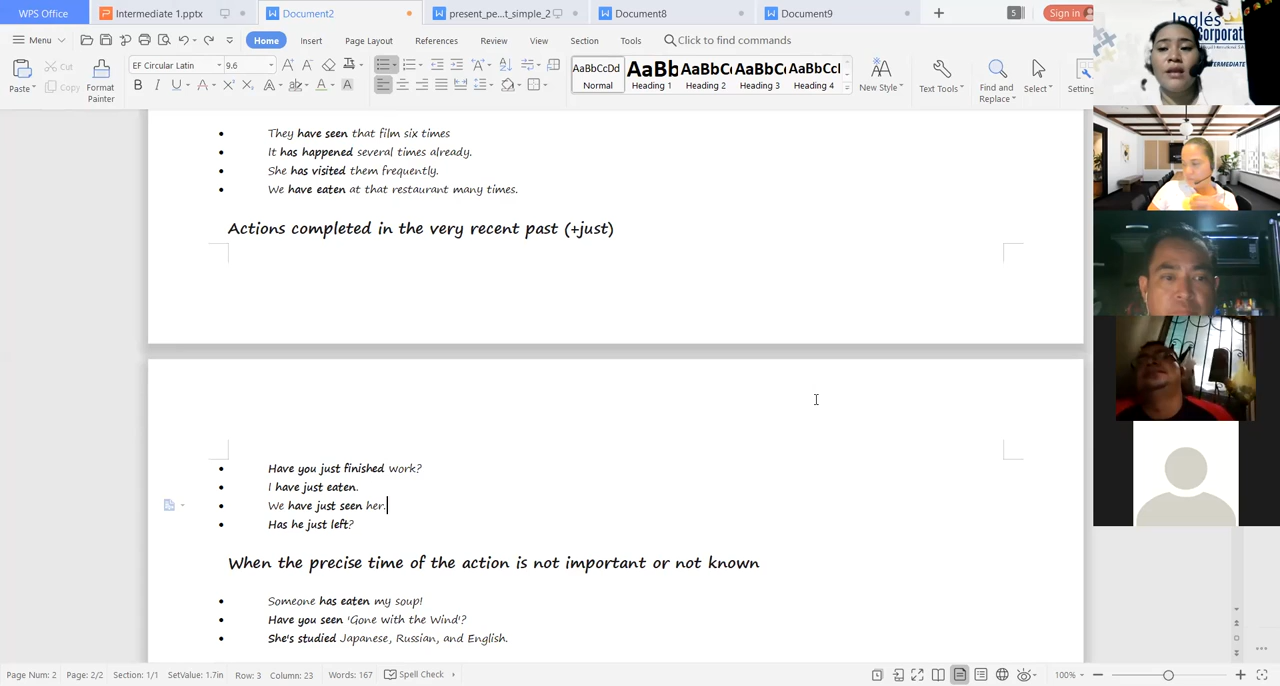 WPS Office
Intermediate 1.pptx
Document2
present_pe...t_simple_2
Document8
Document9
5
Sign in
Menu
Home
Insert
Page Layout
References
Review
View
Section
Tools
Click to find commands
Paste
Cut
Copy
Format
Painter
EF Circular Latin
9.6
AaBbCcDd
Normal
AaBb
Heading 1
AaBbC
Heading 2
AaBbC
Heading 3
AaBbCcI
Heading 4
New Style
Text Tools
Find and
Replace
Select
Setting
They have seen that film six times
It has happened several times already.
She has visited them frequently.
We have eaten at that restaurant many times.
Actions completed in the very recent past (+just)
Have you just finished work?
I have just eaten.
We have just seen her.
Has he just left?
When the precise time of the action is not important or not known
Someone has eaten my soup!
Have you seen 'Gone with the Wind'?
She's studied Japanese, Russian, and English.
Inglés
Corporativ
Page Num: 2
Page: 2/2
Section: 1/1
SetValue: 1.7in
Row: 3
Column: 23
Words: 167
Spell Check
100%